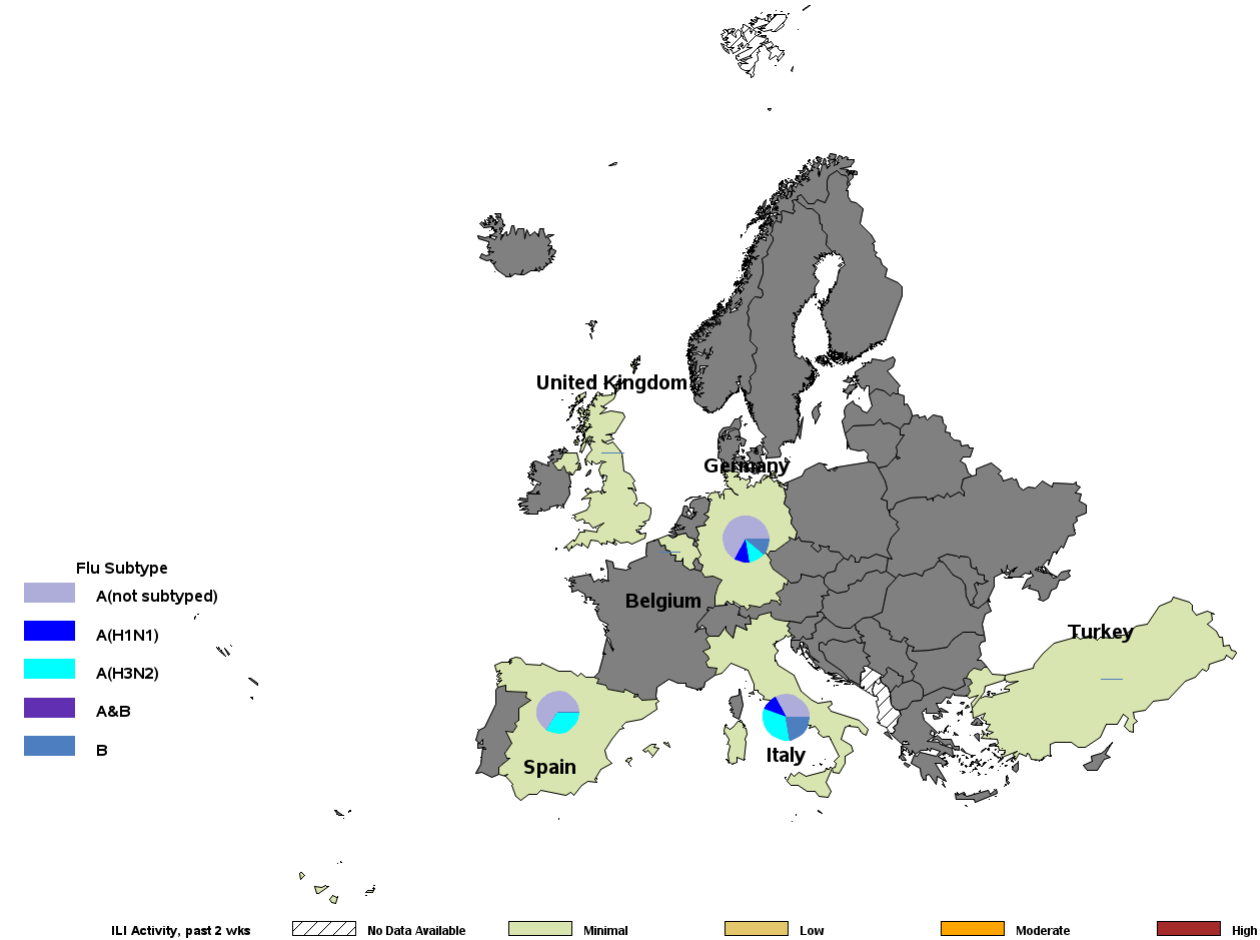 United Kingdom
Germany
Belgium
Turkey
Spain
Italy
Flu Subtype
A(not subtyped)
A(H1N1)
A(H3N2)
A&B
B
ILI Activity, past 2 wks
No Data Available
Minimal
Low
Moderate
High